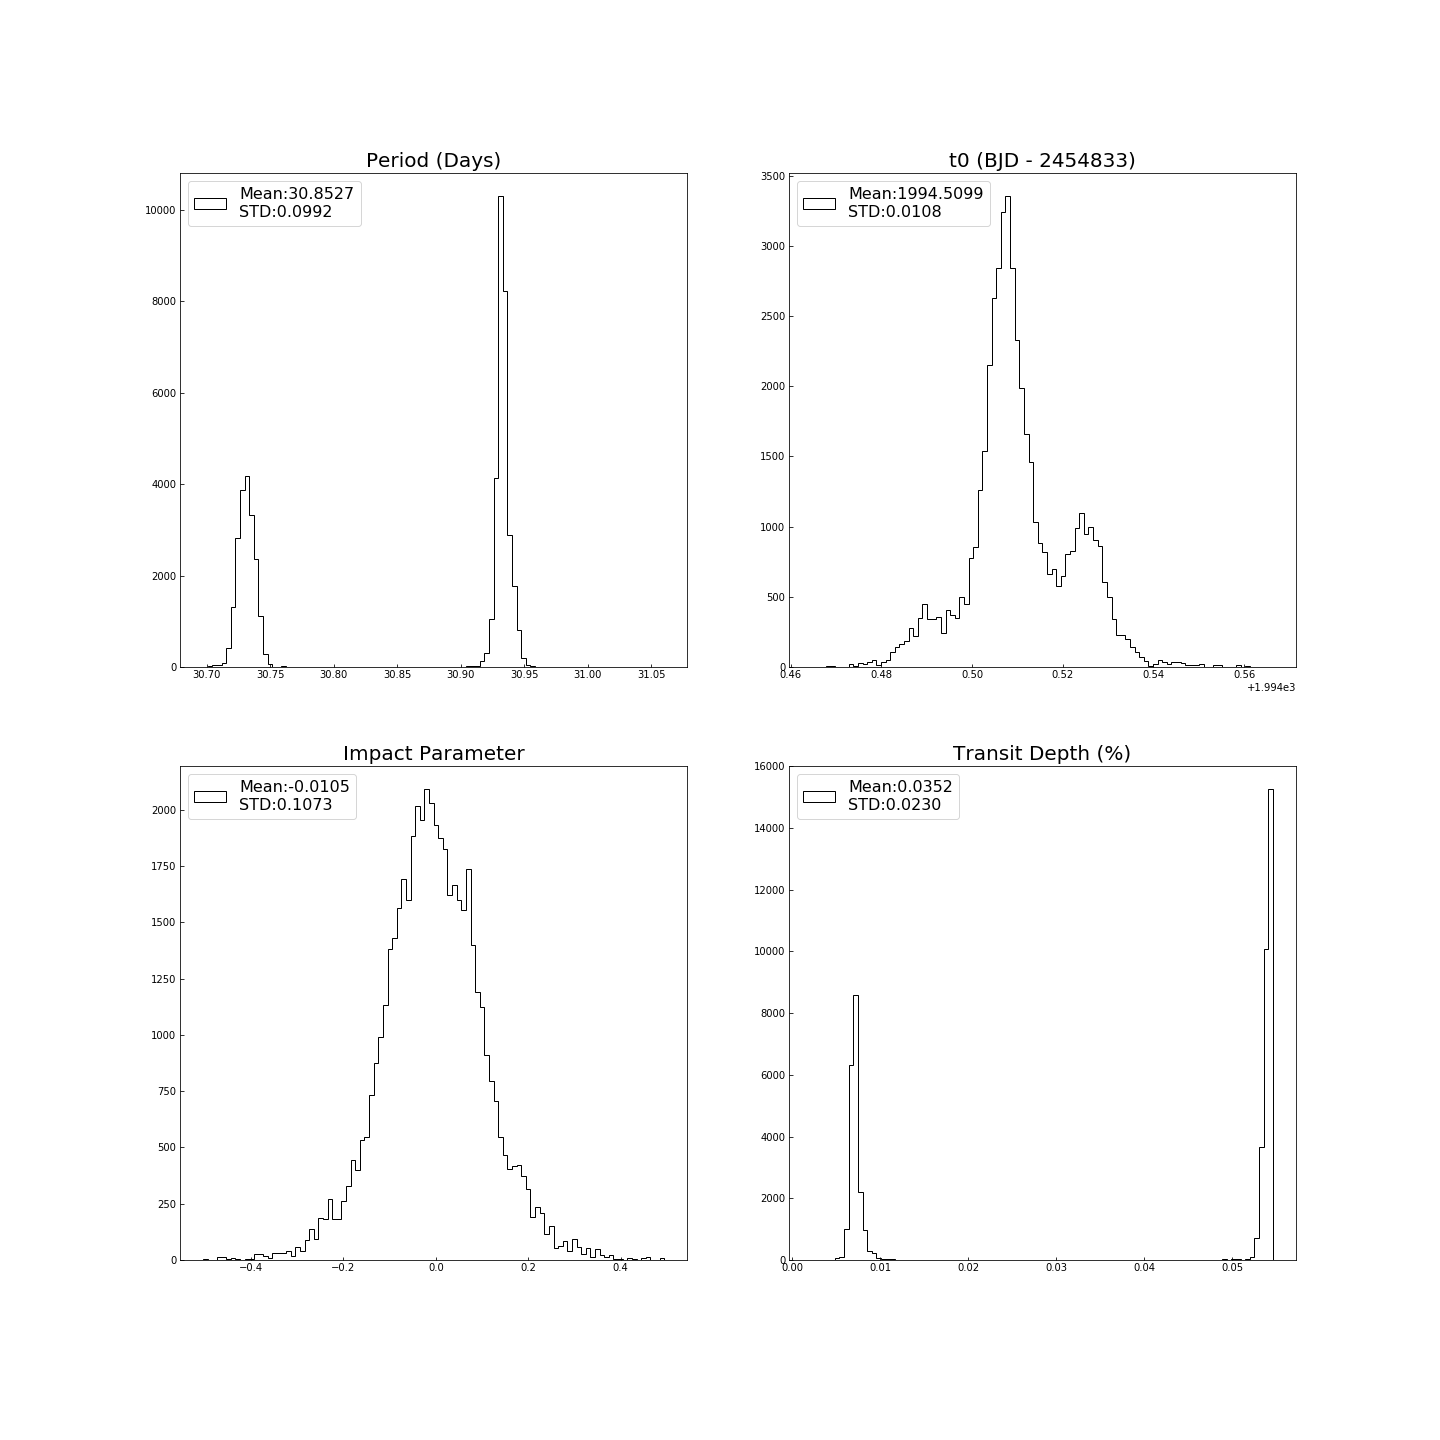 Period (Days)
Mean:30.8527
STD:0.0992
10000
8000
6000
4000
2000
0
30.70 30.75 30.80 30.85 30.90 30.95 31.00 31.05
t0 (BJD - 2454833)
Mean:1994.5099
STD:0.0108
3500
3000
2500
2000
1500
1000
500
0
0.46 0.48 0.50 0.52 0.54 0.56
+1.994e3
Impact Parameter
Mean:-0.0105
STD:0.1073
2000
1750
1500
1250
1000
750
500
250
0
−0.4 −0.2 0.0 0.2 0.4
Transit Depth (%)
Mean:0.0352
STD:0.0230
16000
14000
12000
10000
8000
6000
4000
2000
0
0.00 0.01 0.02 0.03 0.04 0.05